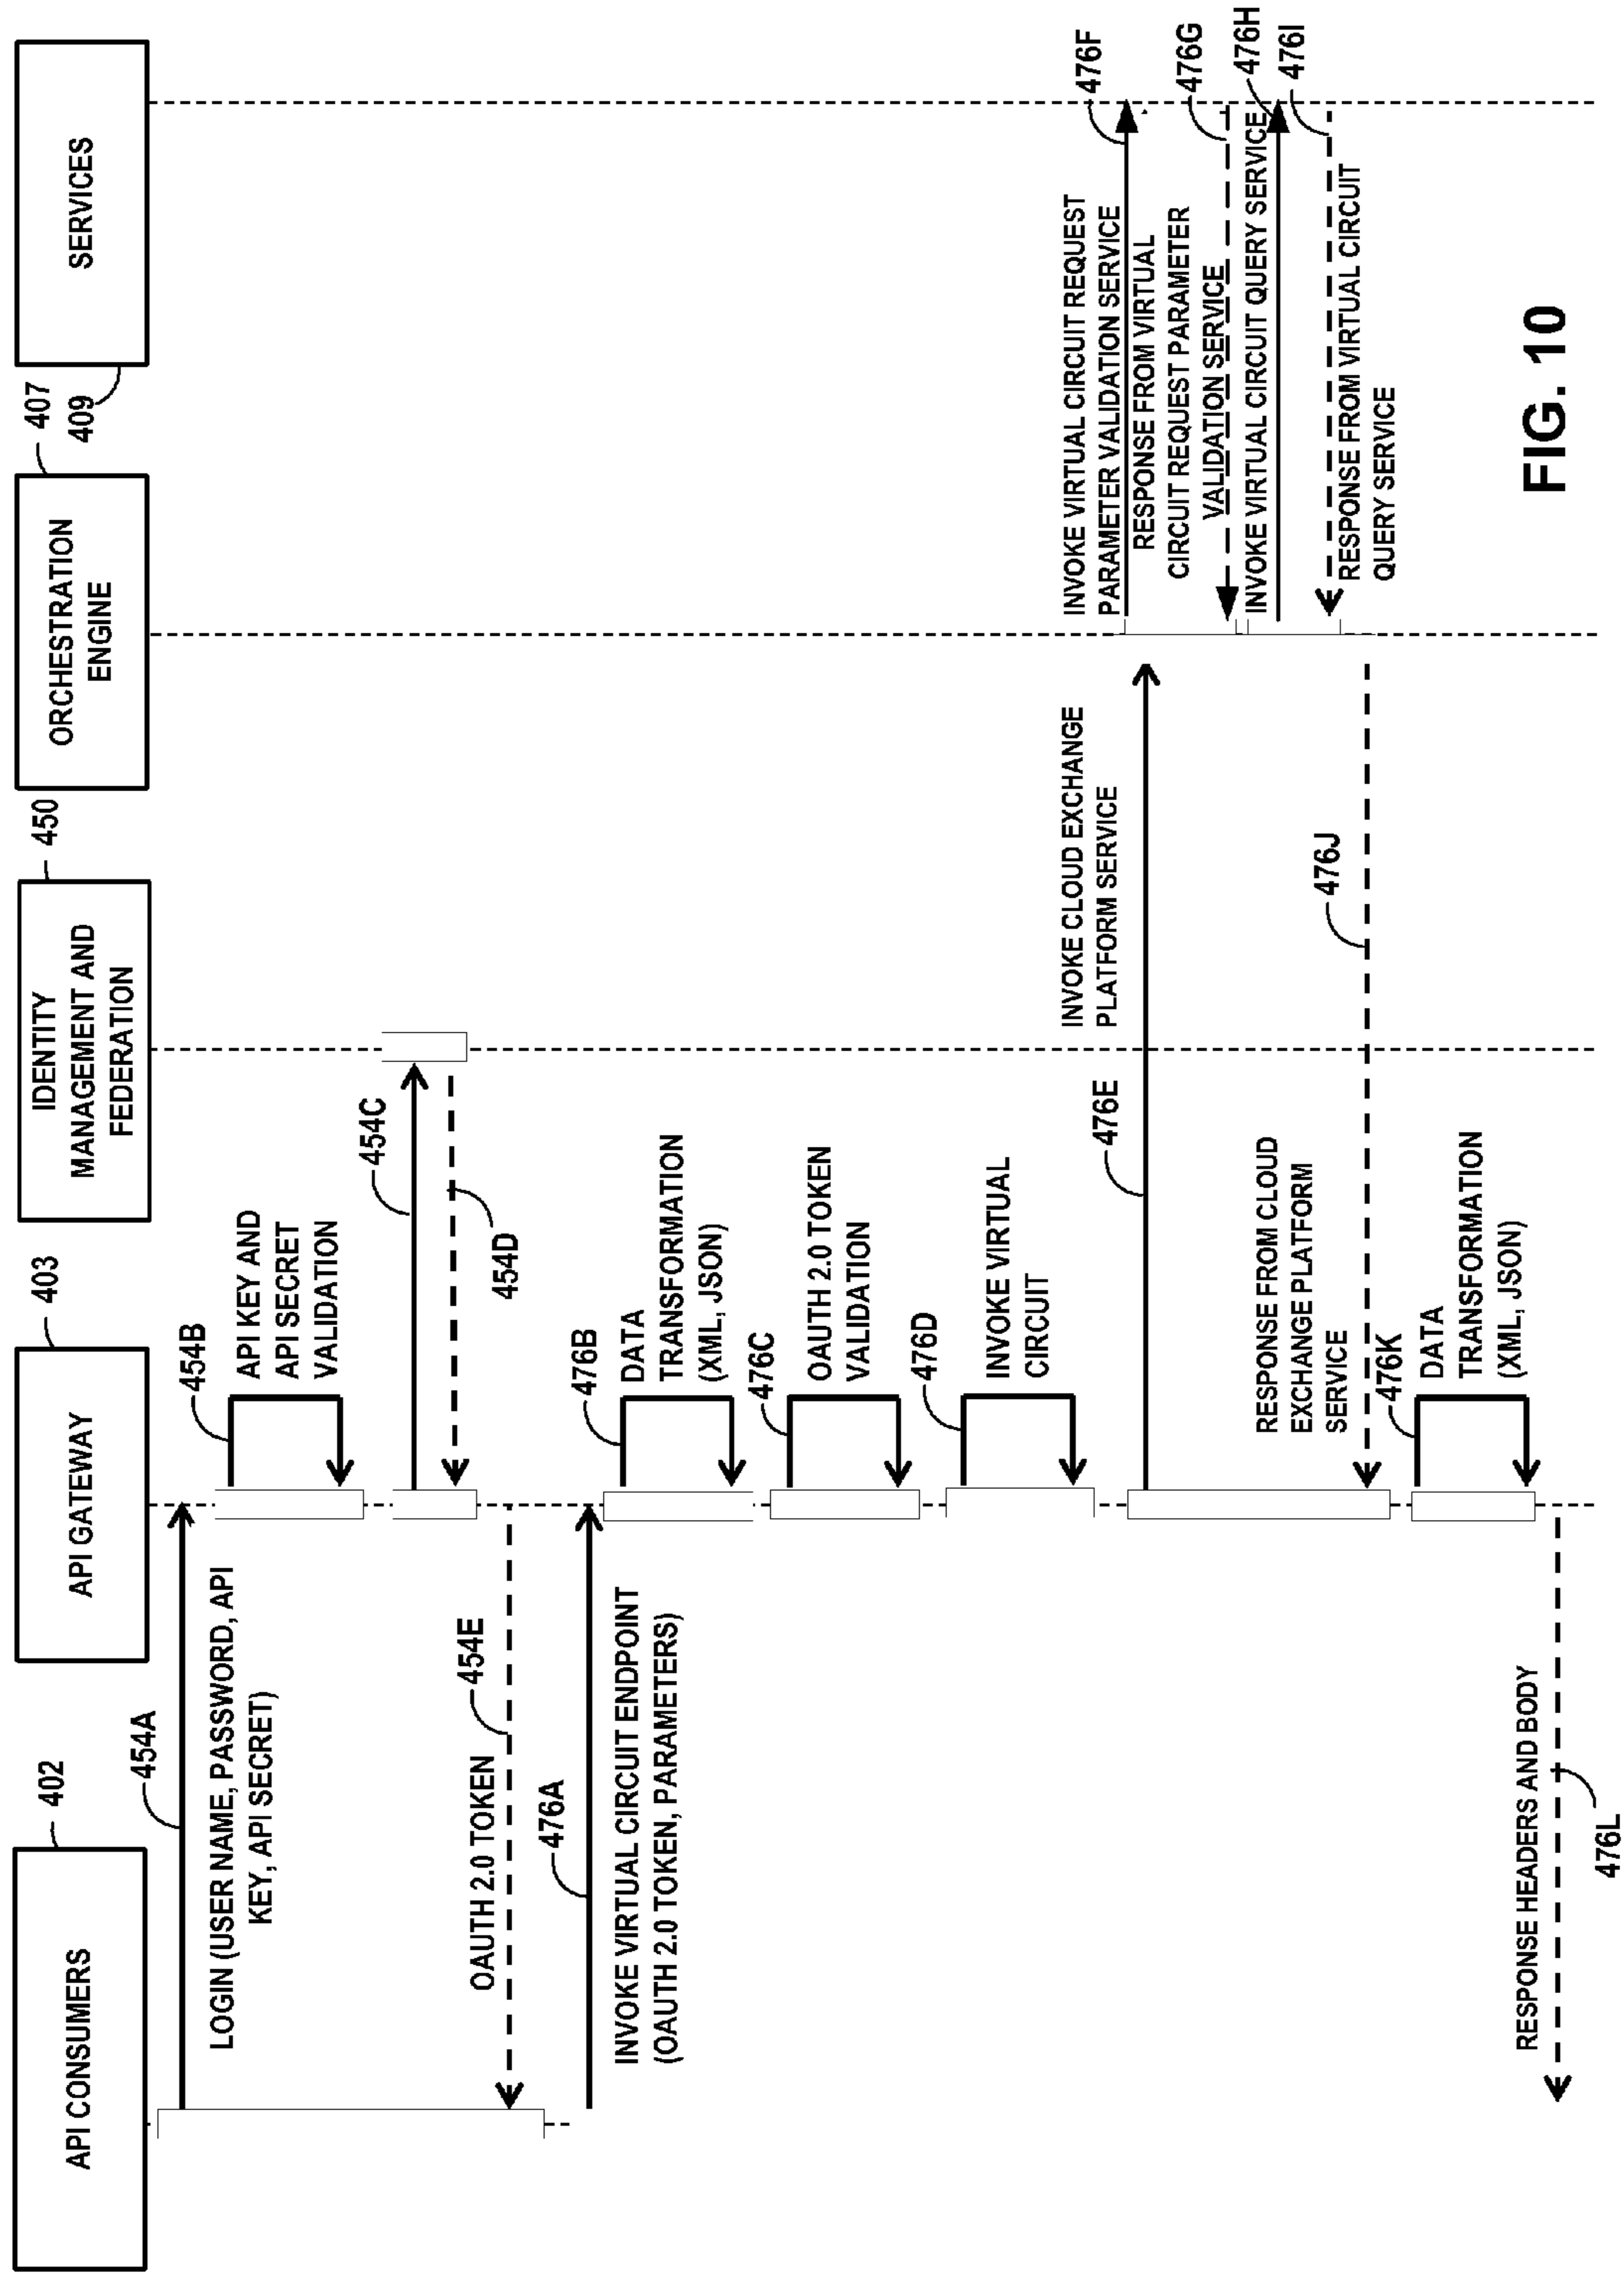 API CONSUMERS
402
API GATEWAY
403
IDENTITY
MANAGEMENT AND
FEDERATION
450
ORCHESTRATION
ENGINE
407
SERVICES
409
454A
LOGIN (USER NAME, PASSWORD, API
KEY, API SECRET)
454B
API KEY AND
API SECRET
VALIDATION
454C
454D
454E
OAUTH 2.0 TOKEN
476A
INVOKE VIRTUAL CIRCUIT ENDPOINT
(OAUTH 2.0 TOKEN, PARAMETERS)
476B
DATA
TRANSFORMATION
(XML, JSON)
476C
OAUTH 2.0 TOKEN
VALIDATION
476D
INVOKE VIRTUAL
CIRCUIT
476E
INVOKE CLOUD EXCHANGE
PLATFORM SERVICE
476F
INVOKE VIRTUAL CIRCUIT REQUEST
PARAMETER VALIDATION SERVICE
476G
RESPONSE FROM VIRTUAL
CIRCUIT REQUEST PARAMETER
VALIDATION SERVICE
476H
INVOKE VIRTUAL CIRCUIT QUERY SERVICE
476I
RESPONSE FROM VIRTUAL CIRCUIT
QUERY SERVICE
476J
RESPONSE FROM CLOUD
EXCHANGE PLATFORM
SERVICE
476K
DATA
TRANSFORMATION
(XML, JSON)
RESPONSE HEADERS AND BODY
476L
FIG. 10